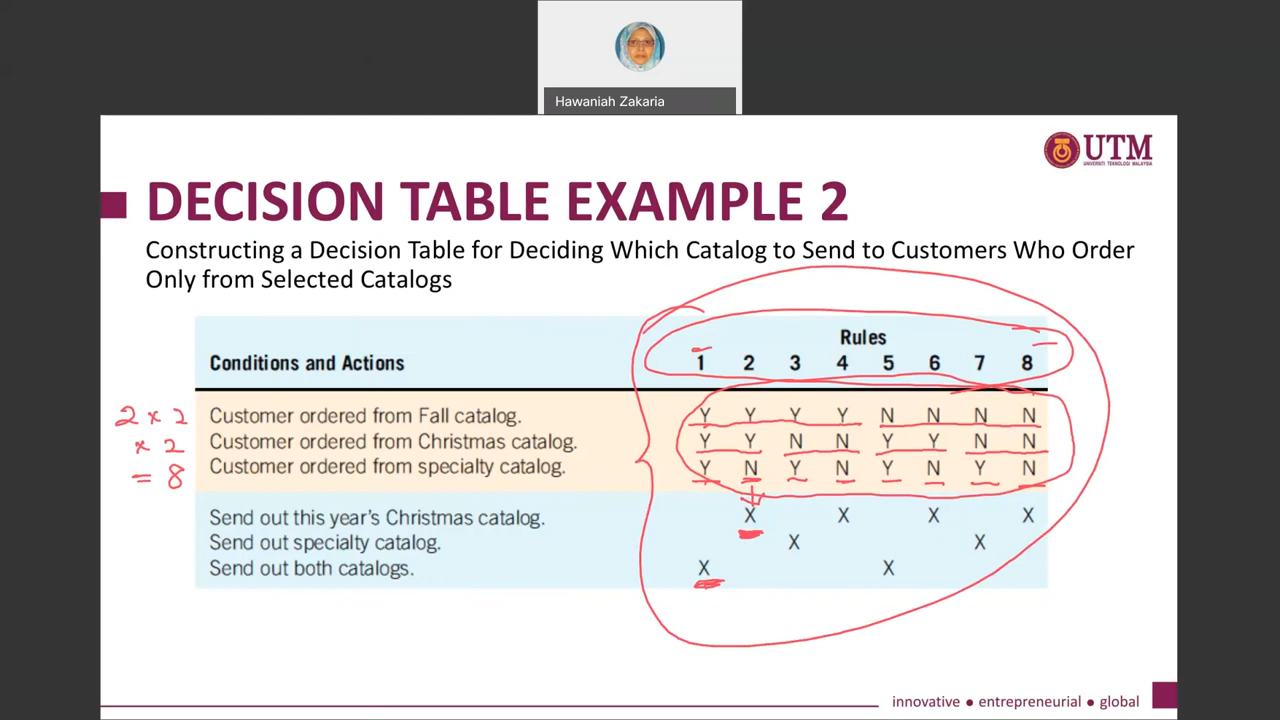 Hawaniah Zakaria
UTM
UNIVERSITI TEKNOLOGI MALAYSIA
DECISION TABLE EXAMPLE 2
Constructing a Decision Table for Deciding Which Catalog to Send to Customers Who Order
Only from Selected Catalogs
Rules
Conditions and Actions 1 2 3 4 5 6 7 8
2 x 2 Customer ordered from Fall catalog. Y Y Y Y N N N N
x 2 Customer ordered from Christmas catalog. Y Y N N Y Y N N
= 8 Customer ordered from specialty catalog. Y N Y N Y N Y N
Send out this year's Christmas catalog. X X X X
Send out specialty catalog. X X
Send out both catalogs. X X
innovative ● entrepreneurial ● global